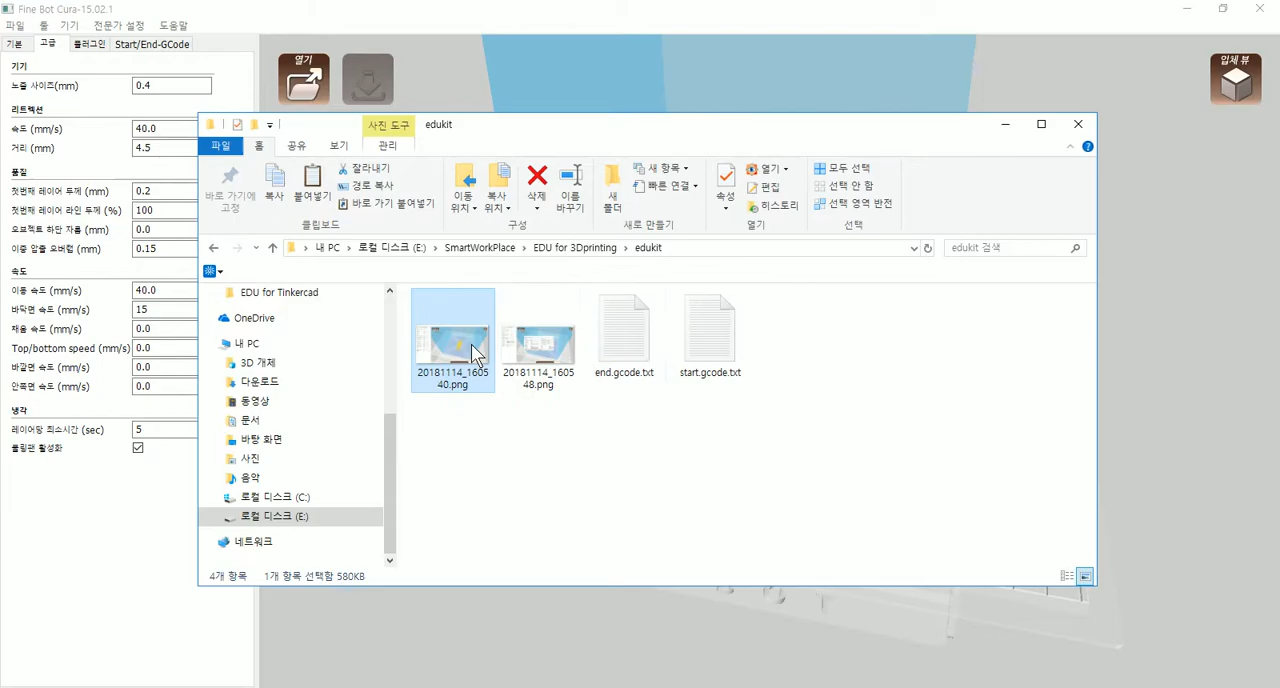 Fine Bot Cura-15.02.1
파일 툴 기기 전문가 설정 도움말
기본 고급 플러그인 Start/End-GCode
기기
노즐 사이즈(mm) 0.4
리트렉션
속도 (mm/s) 40.0
거리 (mm) 4.5
품질
첫번째 레이어 두께 (mm) 0.2
첫번째 레이어 라인 두께 (%) 100
오브젝트 하단 자름 (mm) 0.0
이중 압출 오버랩 (mm) 0.15
속도
이동 속도 (mm/s) 40.0
바닥면 속도 (mm/s) 15
채움 속도 (mm/s) 0.0
Top/bottom speed (mm/s) 0.0
바깥면 속도 (mm/s) 0.0
안쪽면 속도 (mm/s) 0.0
냉각
레이어당 최소시간 (sec) 5
쿨링팬 활성화
열기
입체 뷰
사진 도구 edukit
파일 홈 공유 보기 관리
바로 가기에 고정
복사
붙여넣기
잘라내기
경로 복사
바로 가기 붙여넣기
클립보드
이동 위치
복사 위치
삭제
이름 바꾸기
구성
새 폴더
새 항목
빠른 연결
새로 만들기
속성
열기
편집
히스토리
열기
모두 선택
선택 안 함
선택 영역 반전
선택
내 PC 로컬 디스크 (E:) SmartWorkPlace EDU for 3Dprinting edukit
edukit 검색
EDU for Tinkercad
OneDrive
내 PC
3D 개체
다운로드
동영상
문서
바탕 화면
사진
음악
로컬 디스크 (C:)
로컬 디스크 (E:)
네트워크
20181114_160540.png
20181114_160548.png
end.gcode.txt
start.gcode.txt
4개 항목 1개 항목 선택함 580KB